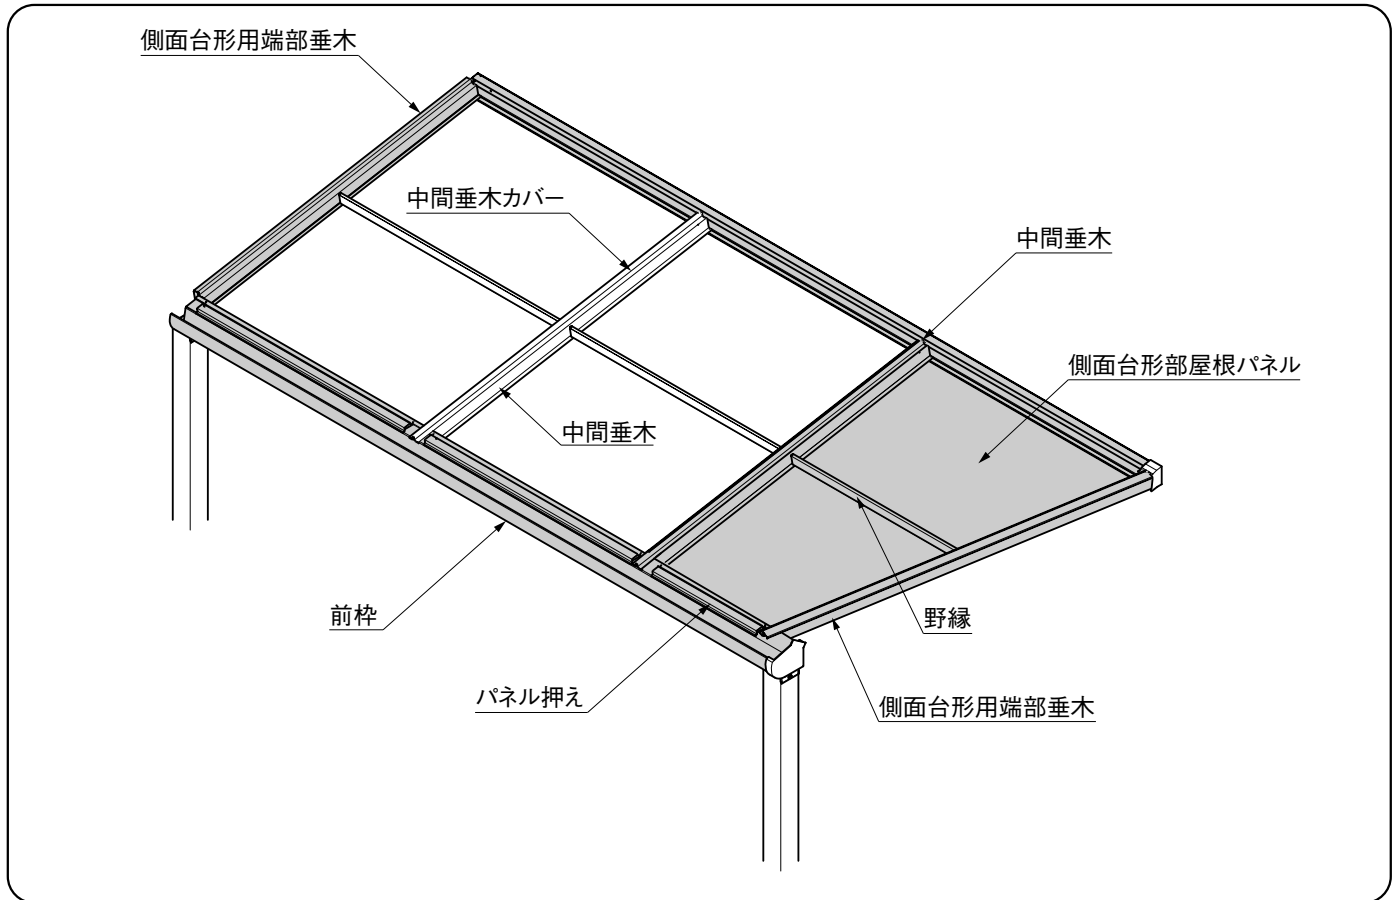 側面台形用端部垂木
中間垂木カバー
中間垂木
側面台形部屋根パネル
中間垂木
前枠
野縁
パネル押え
側面台形用端部垂木